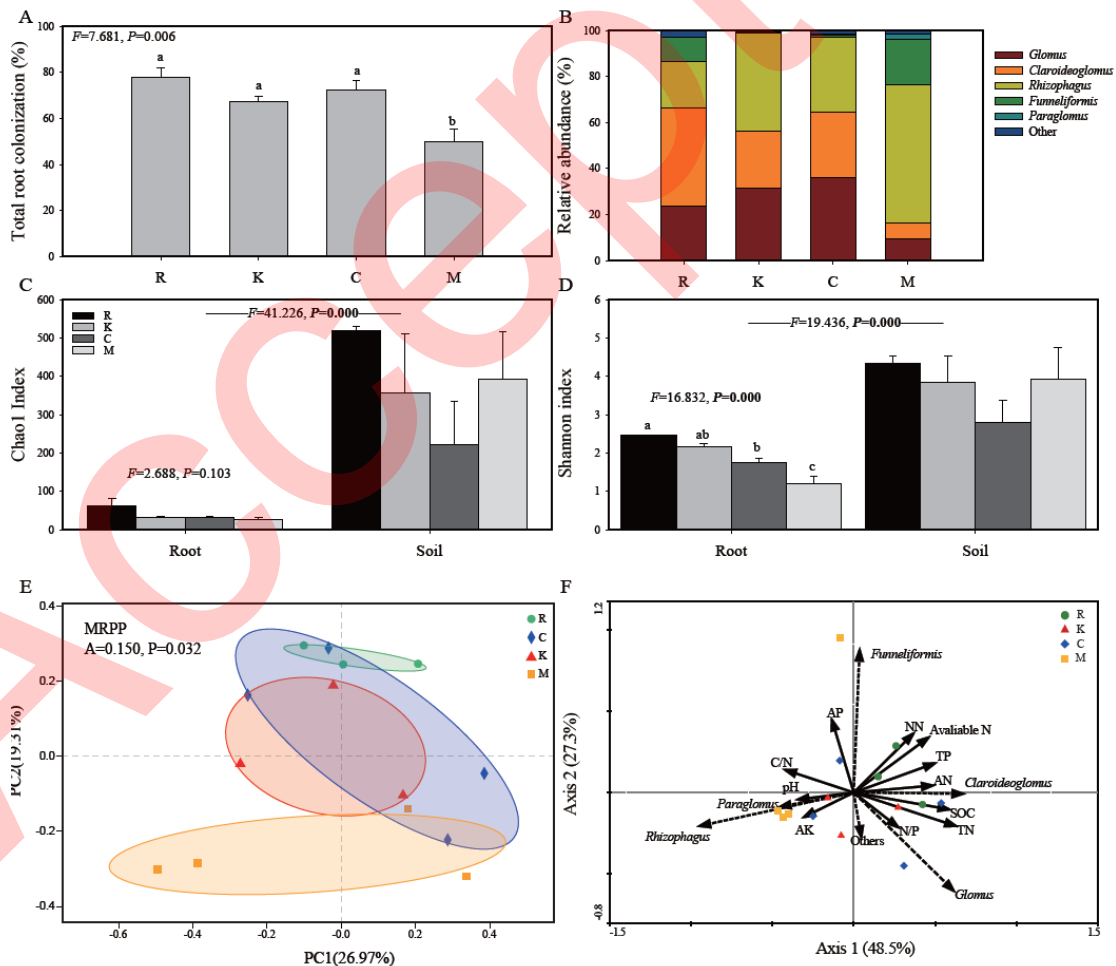 A
F=7.681, P=0.006
Total root colonization (%)
100
80
60
40
20
0
a
a
a
b
R
K
C
M
B
Relative abundance (%)
100
80
60
40
20
0
R
K
C
M
Glomus
Claroideoglomus
Rhizophagus
Funneliformis
Paraglomus
Other
C
Chao1 Index
600
500
400
300
200
100
0
R
K
C
M
F=41.226, P=0.000
F=2.688, P=0.103
Root
Soil
D
Shannon index
6
5
4
3
2
1
0
F=19.436, P=0.000
F=16.832, P=0.000
a
ab
b
c
Root
Soil
E
MRPP
A=0.150, P=0.032
R
C
K
M
PC2(19.31%)
0.4
0.2
0.0
-0.2
-0.4
-0.6
-0.4
-0.2
-0.0
0.2
0.4
PC1(26.97%)
F
R
K
C
M
Axis 2 (27.3%)
1.2
-0.8
Funneliformis
AP
NN
Avaliable N
TP
C/N
AN
pH
Claroideoglomus
Paraglomus
SOC
AK
N/P
TN
Rhizophagus
Others
Glomus
-1.5
1.5
Axis 1 (48.5%)
Accep